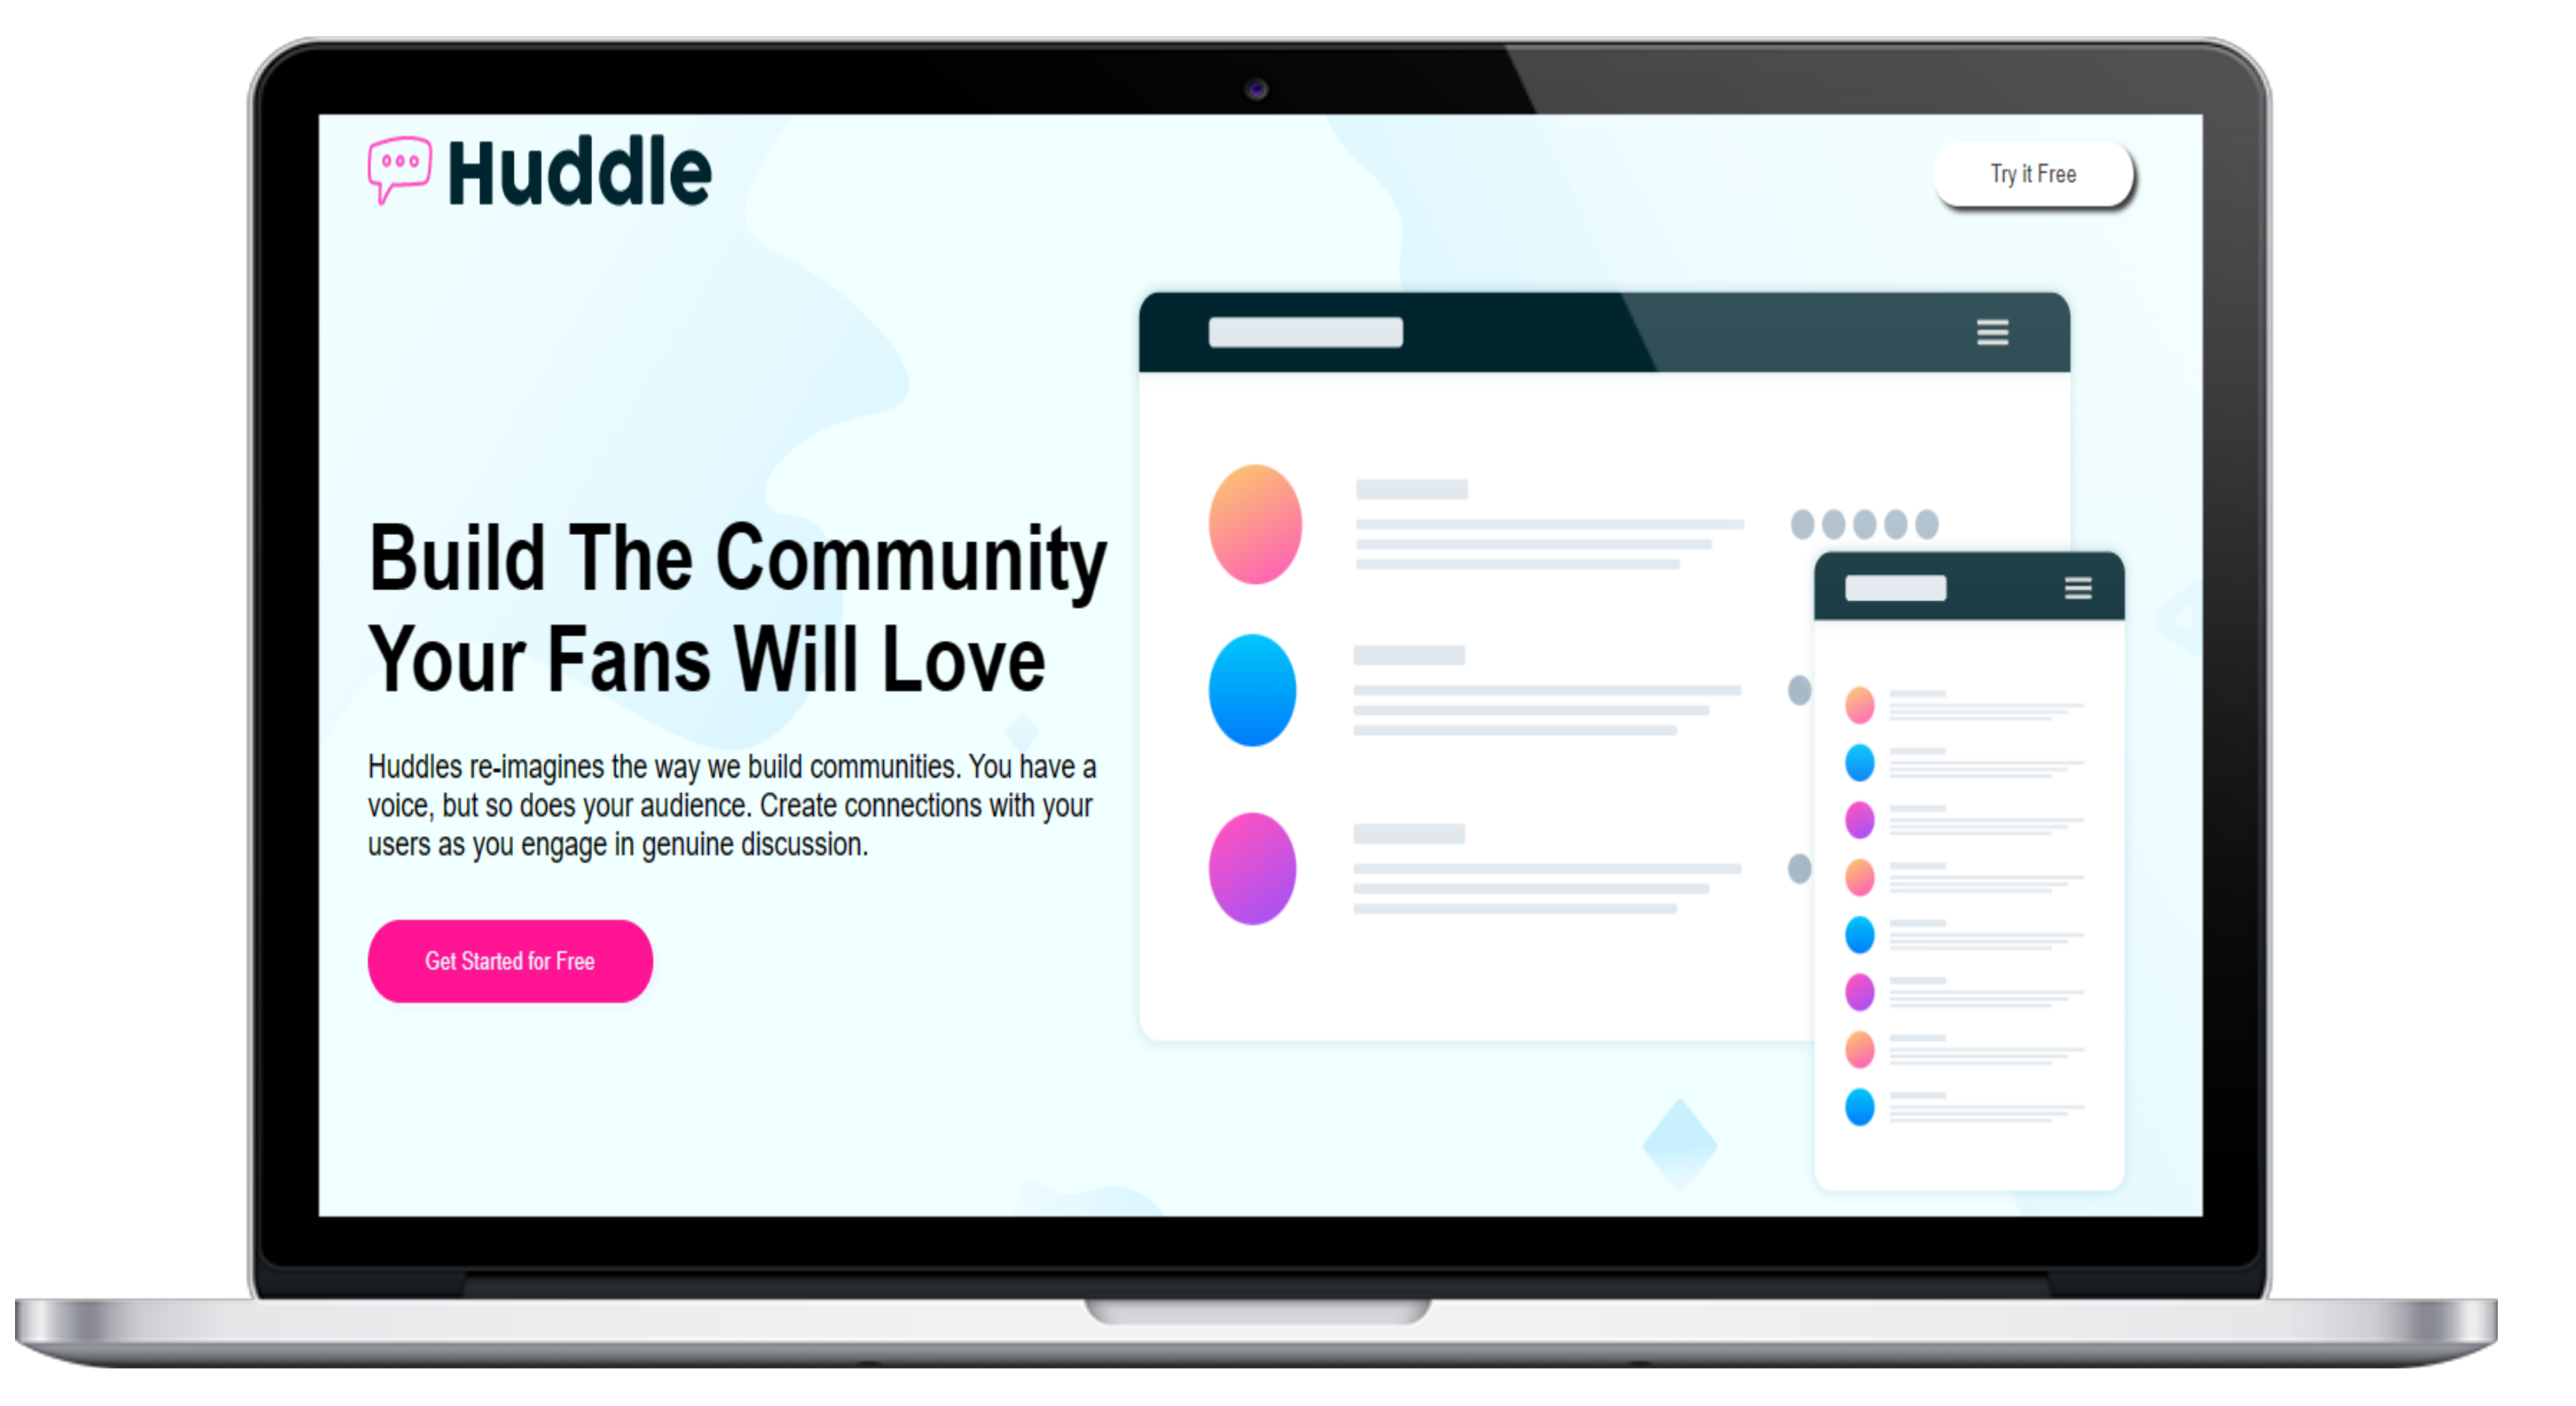 Huddle
Try it Free
Build The Community
Your Fans Will Love
Huddles re-imagines the way we build communities. You have a
voice, but so does your audience. Create connections with your
users as you engage in genuine discussion.
Get Started for Free